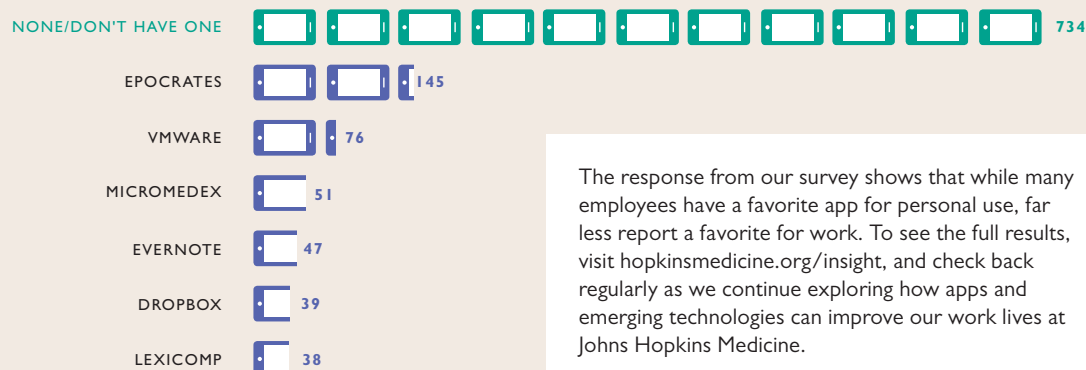 NONE/DON'T HAVE ONE 734
EPOCRATES 145
VMWARE 76
MICROMEDEX 51
EVERNOTE 47
DROPBOX 39
LEXICOMP 38
The response from our survey shows that while many
employees have a favorite app for personal use, far
less report a favorite for work. To see the full results,
visit hopkinsmedicine.org/insight, and check back
regularly as we continue exploring how apps and
emerging technologies can improve our work lives at
Johns Hopkins Medicine.